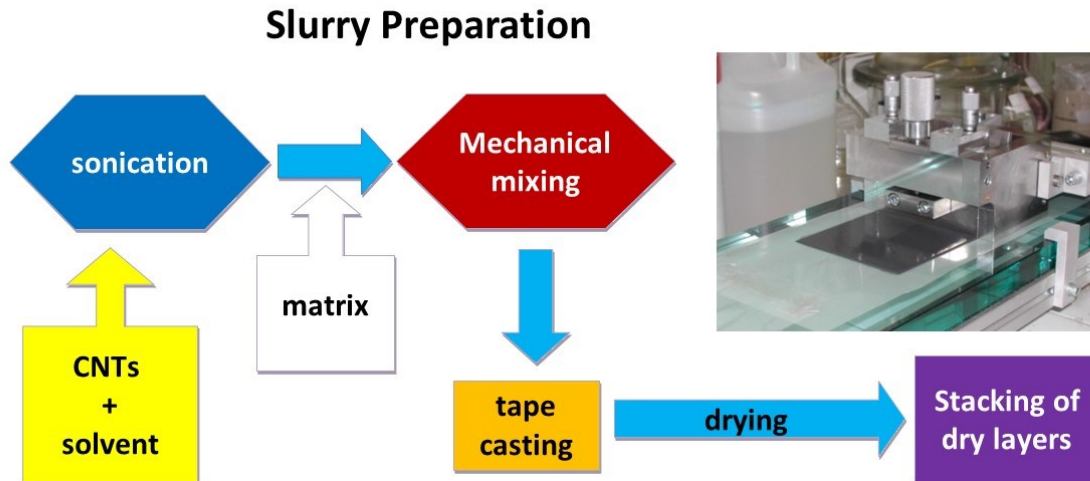 Slurry Preparation
sonication
Mechanical
mixing
matrix
CNTs
+
solvent
tape
casting
drying
Stacking of
dry layers